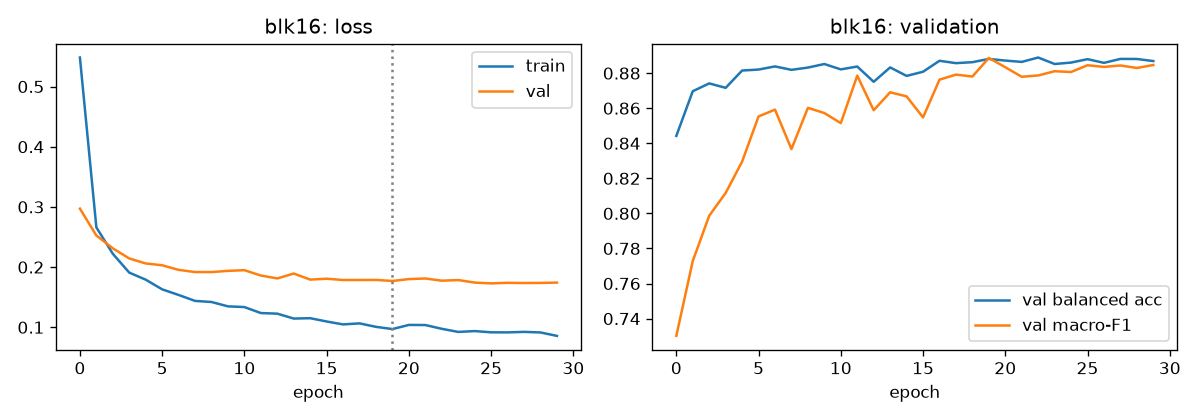 blk16: loss
train
val
0.5
0.4
0.3
0.2
0.1
0 5 10 15 20 25 30
epoch
blk16: validation
0.88
0.86
0.84
0.82
0.80
0.78
0.76
0.74
val balanced acc
val macro-F1
0 5 10 15 20 25 30
epoch